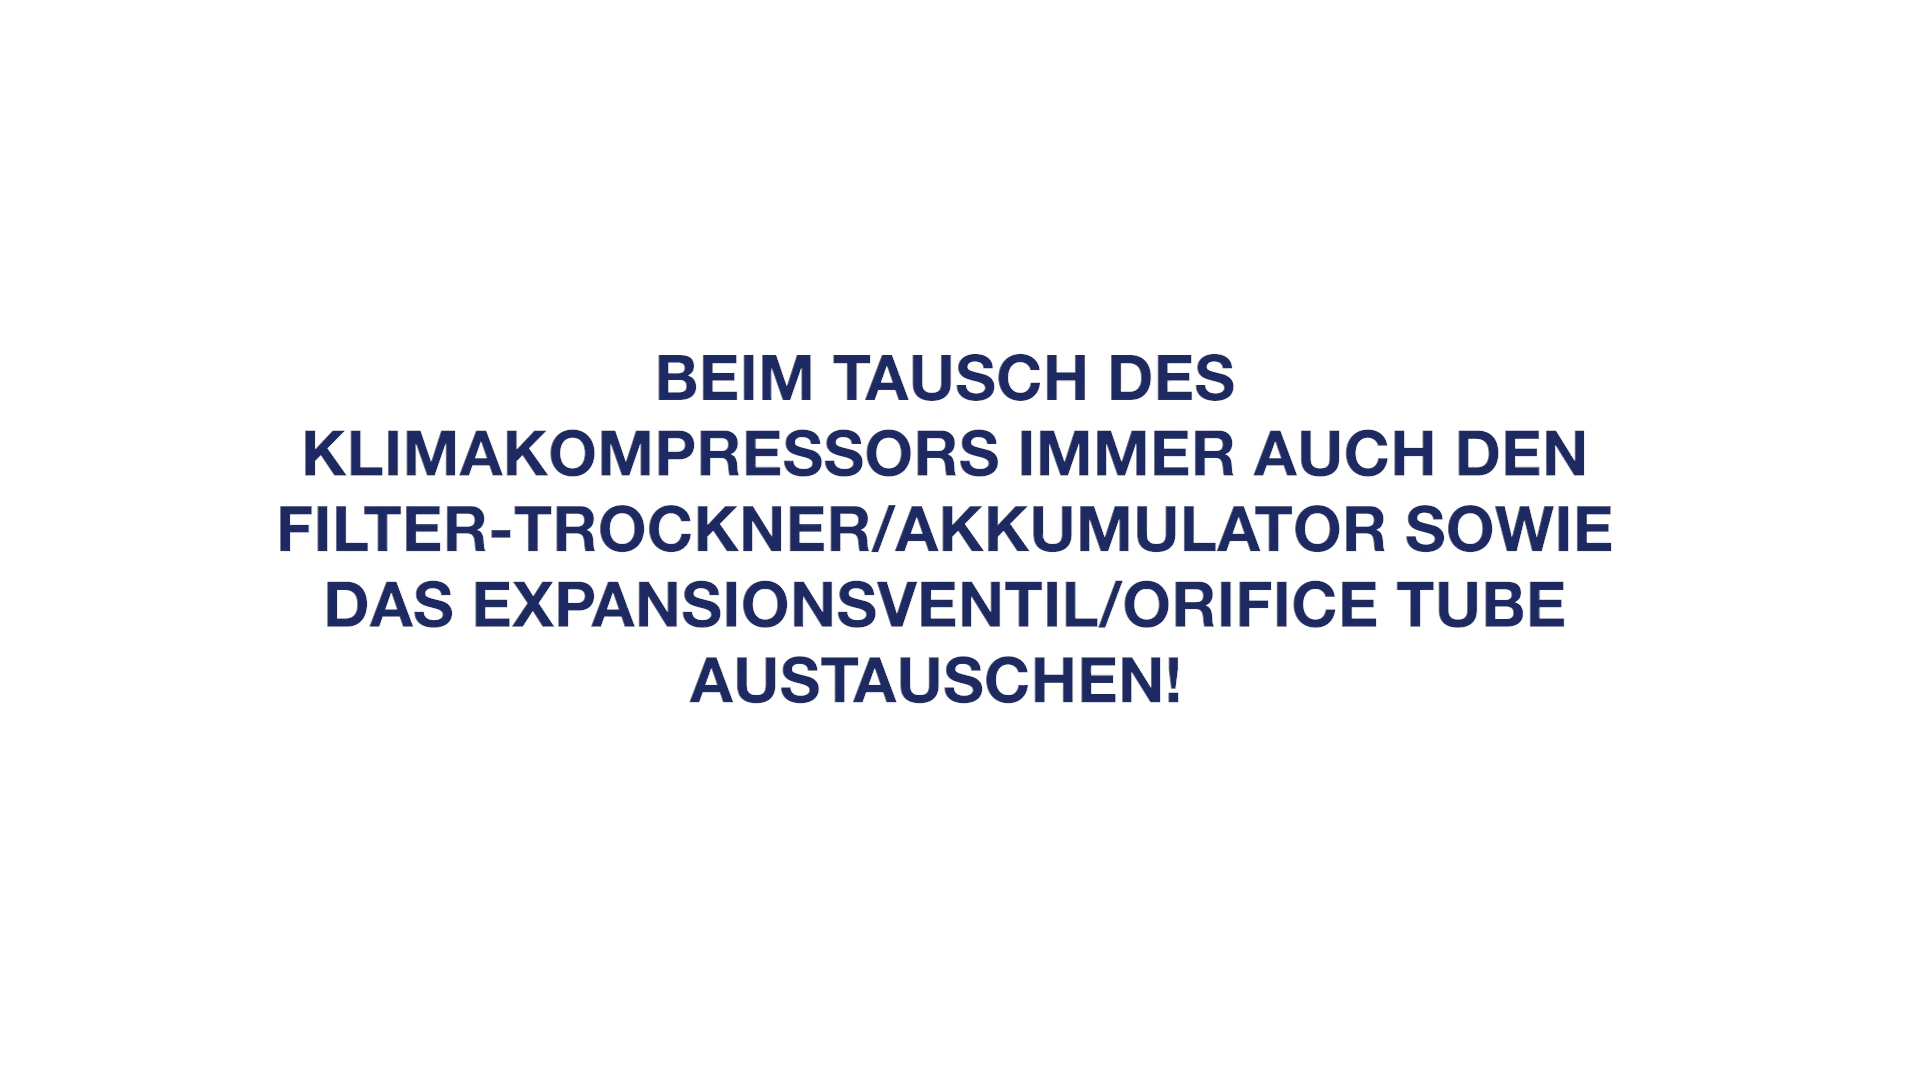 BEIM TAUSCH DES
KLIMAKOMPRESSORS IMMER AUCH DEN
FILTER-TROCKNER/AKKUMULATOR SOWIE
DAS EXPANSIONSVENTIL/ORIFICE TUBE
AUSTAUSCHEN!